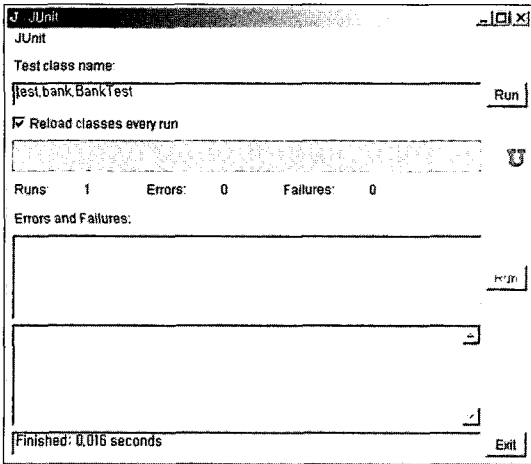 J JUnit
JUnit
Test class name:
test.bank.BankTest
Run
Reload classes every run
Runs: 1 Errors: 0 Failures: 0
Errors and Failures:
Run
Finished: 0,016 seconds
Exit